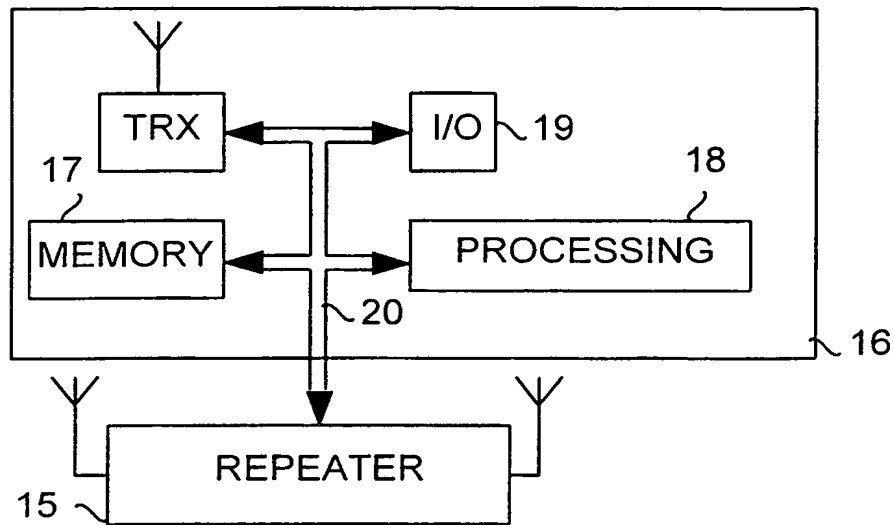 TRX
I/O
19
17
18
MEMORY
PROCESSING
20
16
REPEATER
15